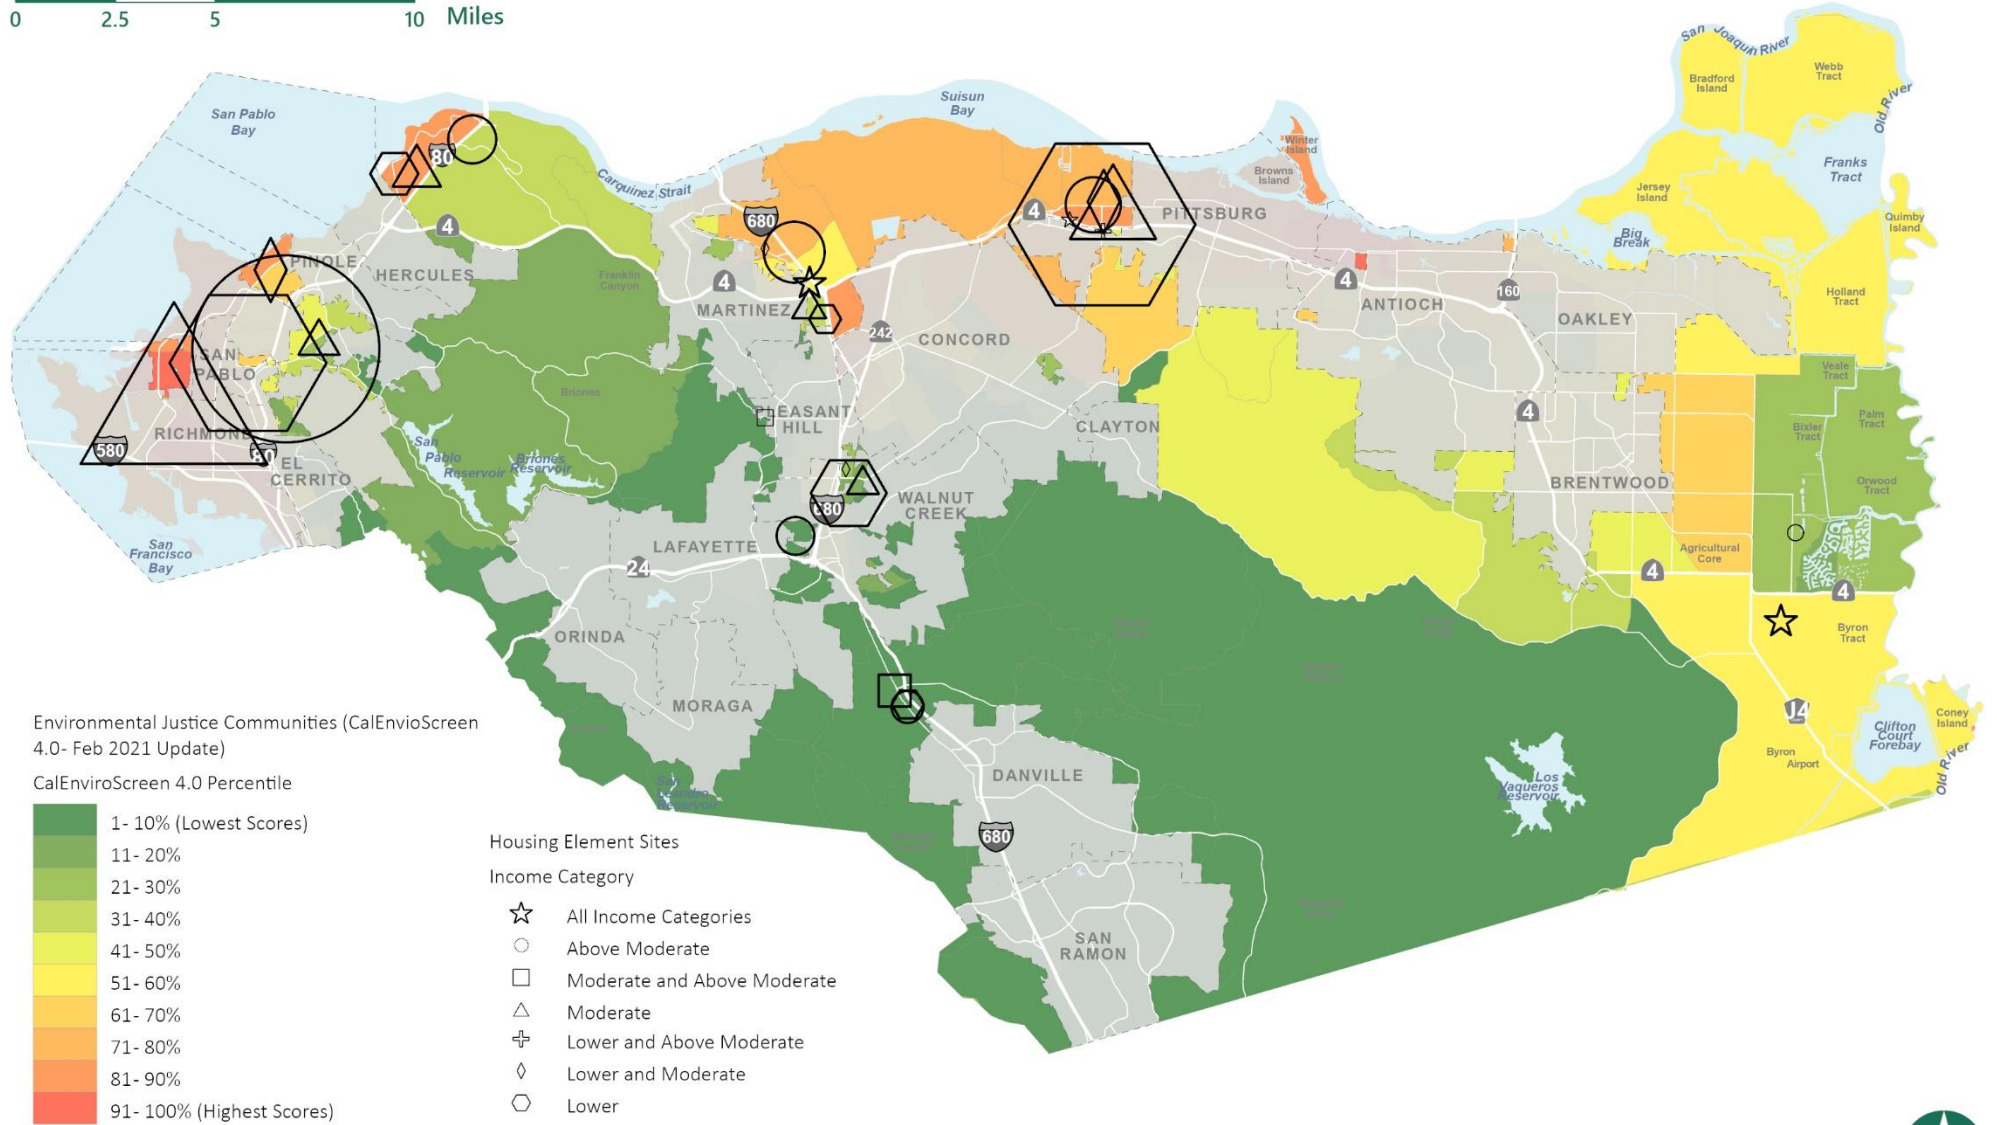 0 2.5 5 10 Miles
San Joaquin River
Webb
Tract
Bradford
Island
Old River
San Pablo
Bay
Suisun
Bay
Winter
Island
Browns
Island
Franks
Tract
Carquinez Strait
Jersey
Island
Quimby
Island
80
4
680
4
PITTSBURG
Big
Break
PINOLE
HERCULES
Franklin
Canyon
4
MARTINEZ
4
ANTIOCH
160
OAKLEY
Holland
Tract
242
CONCORD
SAN
PABLO
Briones
Veale
Tract
PLEASANT
HILL
CLAYTON
4
Palm
Tract
Bixler
Tract
RICHMOND
580
80
EL
CERRITO
San
Pablo
Reservoir
Briones
Reservoir
680
WALNUT
CREEK
BRENTWOOD
Orwood
Tract
San
Francisco
Bay
LAFAYETTE
24
Agricultural
Core
4
4
ORINDA
Byron
Tract
MORAGA
J4
Clifton
Court
Forebay
Coney
Island
Byron
Airport
Old River
San
Leandro
Reservoir
DANVILLE
Los
Vaqueros
Reservoir
680
SAN
RAMON
Environmental Justice Communities (CalEnvioScreen
4.0- Feb 2021 Update)
CalEnviroScreen 4.0 Percentile
1- 10% (Lowest Scores)
11- 20%
21- 30%
31- 40%
41- 50%
51- 60%
61- 70%
71- 80%
81- 90%
91- 100% (Highest Scores)
Housing Element Sites
Income Category
All Income Categories
Above Moderate
Moderate and Above Moderate
Moderate
Lower and Above Moderate
Lower and Moderate
Lower